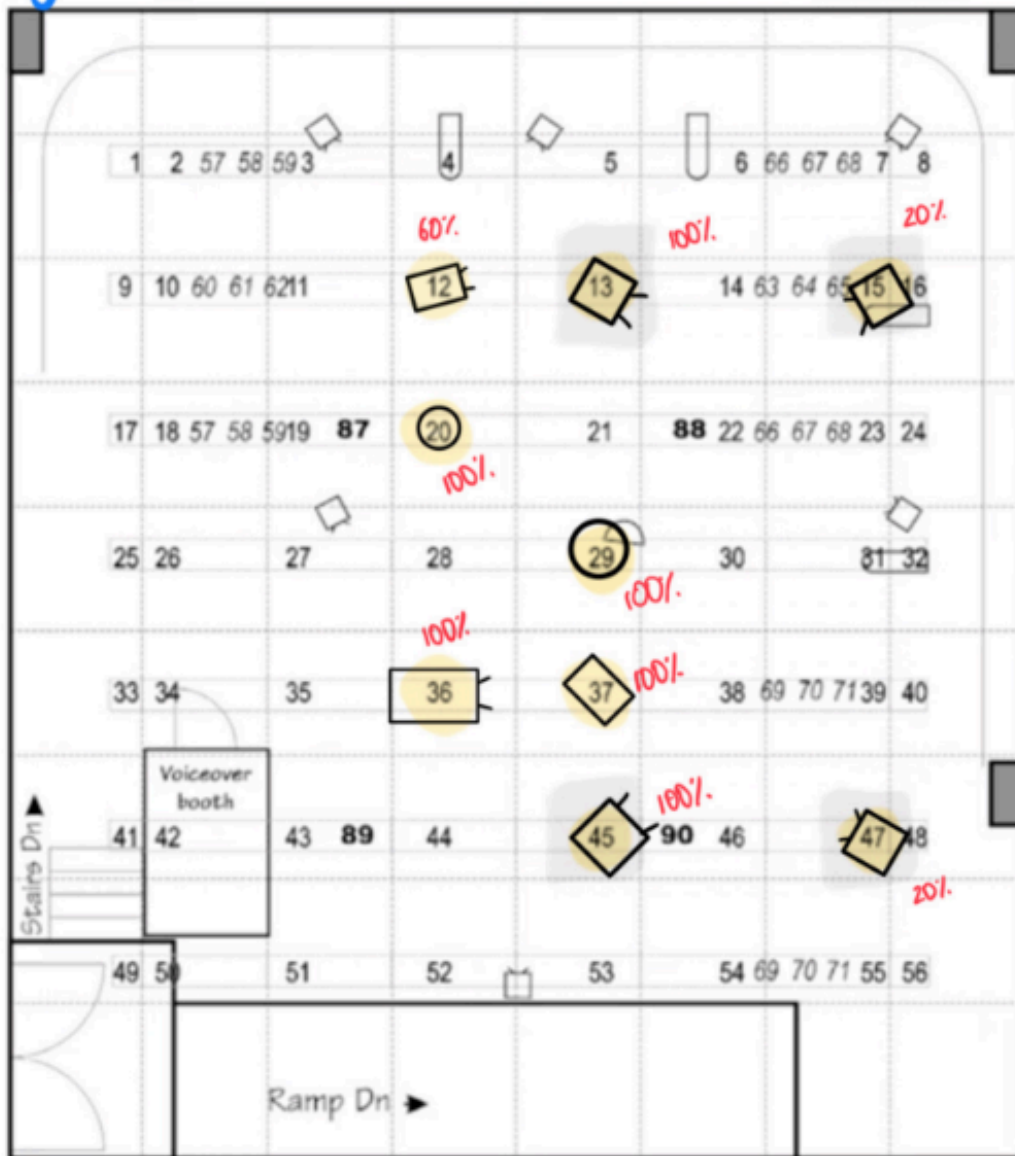 1 2 57 58 59 3 4 5 6 66 67 68 7 8
60% 100% 20%
9 10 60 61 62 11 12 13 14 63 64 65 15 16
17 18 57 58 59 19 87 20 21 88 22 66 67 68 23 24
100%
25 26 27 28 29 30 31 32
100%
100%
33 34 35 36 37 100% 38 69 70 71 39 40
Voiceover
booth
100%
41 42 43 89 44 45 90 46 47 48
Stairs Dn
20%
49 50 51 52 53 54 69 70 71 55 56
Ramp Dn